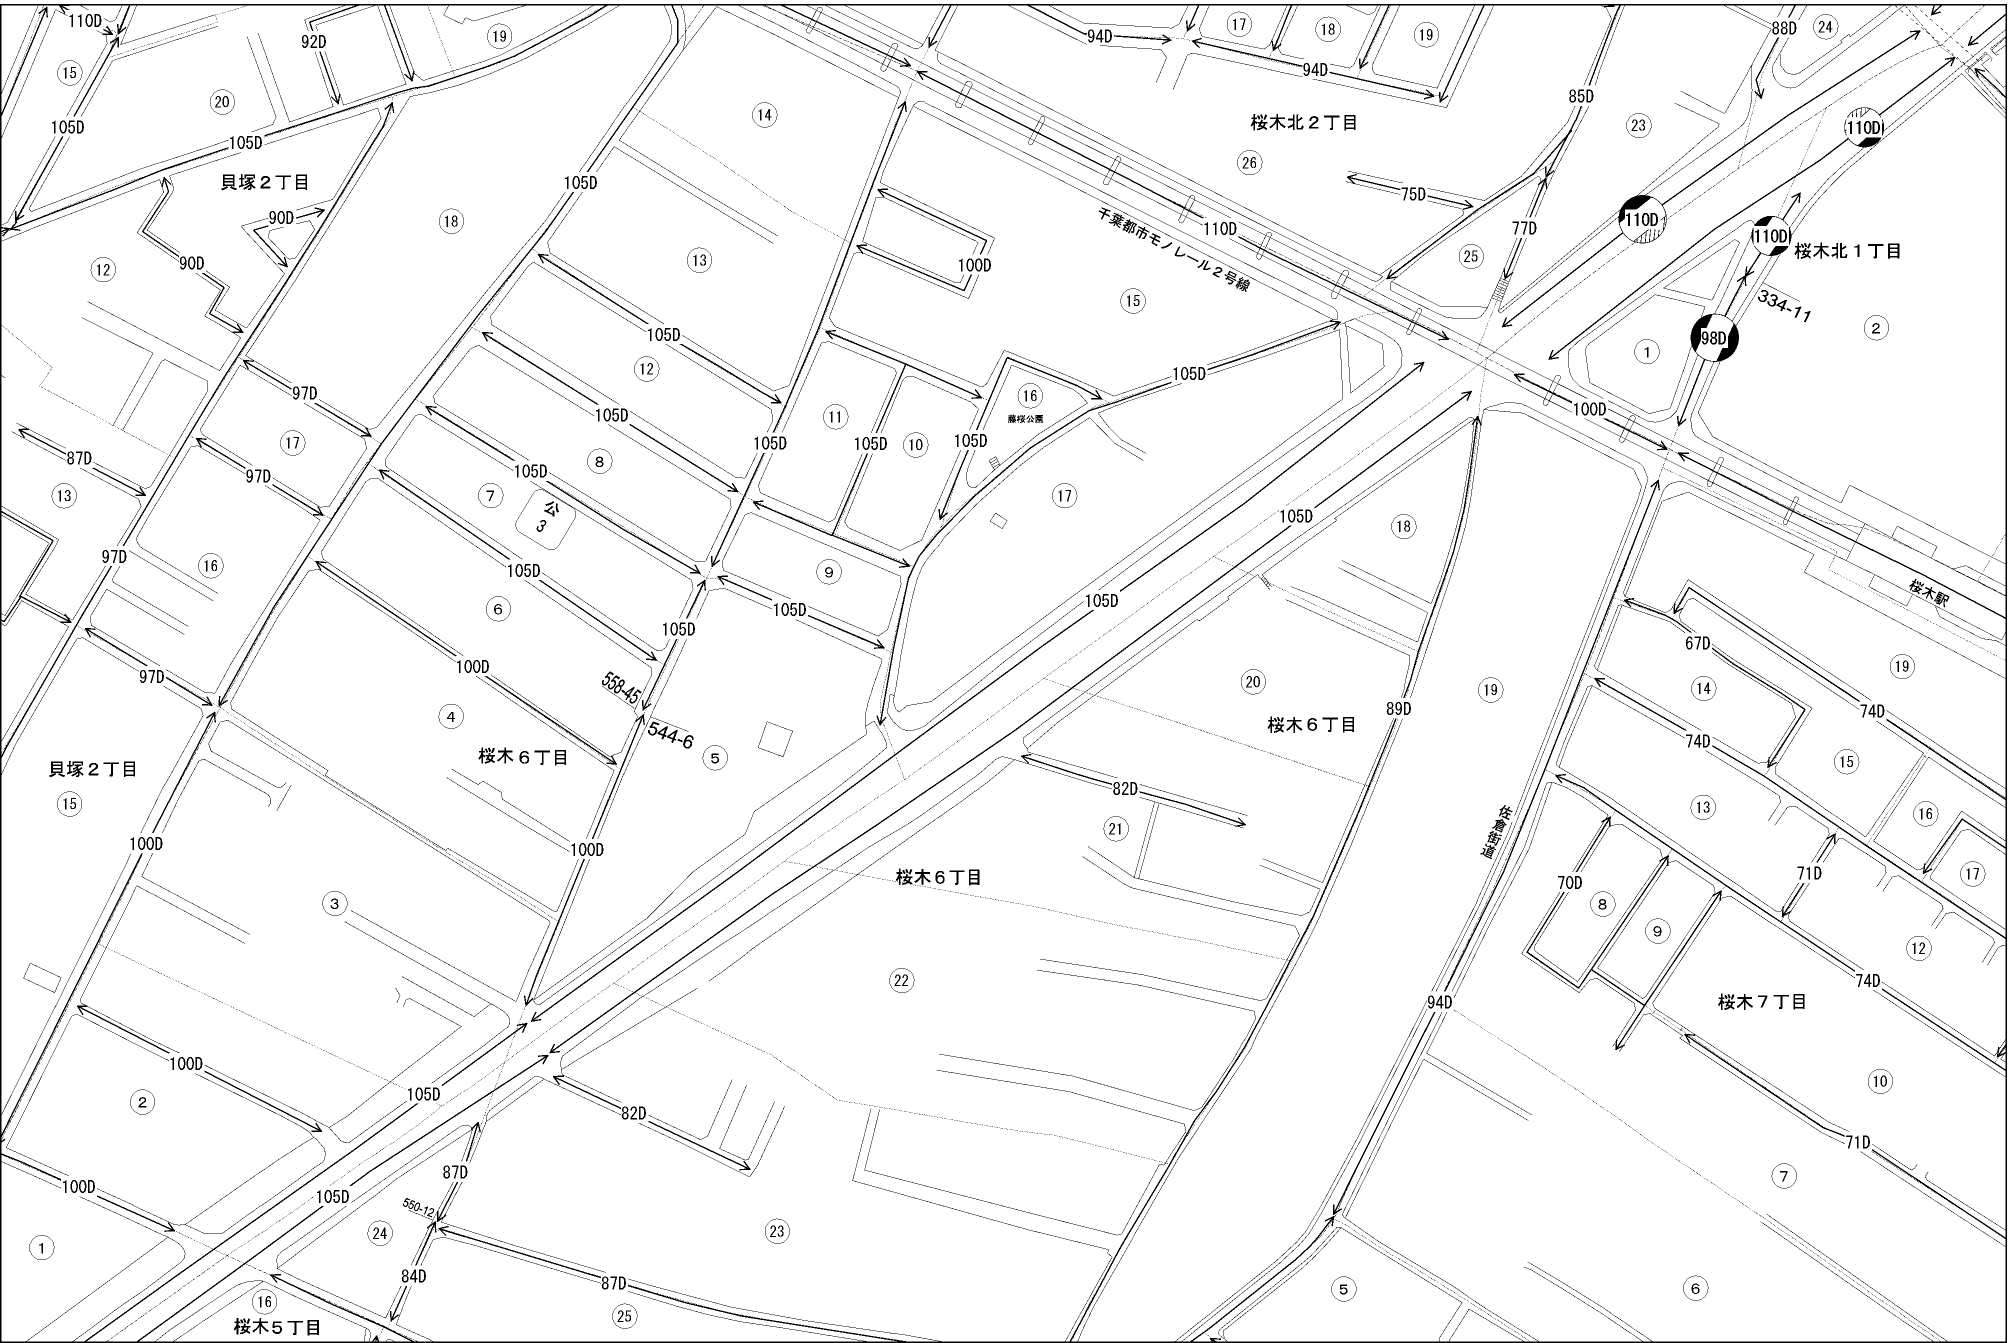 110D
92D
19
15
20
105D
105D
貝塚2丁目
90D
90D
18
12
105D
14
13
94D
17
18
19
94D
桜木北2丁目
26
85D
23
88D
24
110D
75D
77D
25
110D
110D
桜木北1丁目
334-11
98D
1
2
千葉都市モノレール2号線
110D
100D
15
105D
12
105D
105D
105D
11
105D
10
105D
16
藤桜公園
105D
17
97D
87D
13
17
97D
105D
8
7
公
3
105D
9
105D
105D
18
100D
桜木駅
97D
16
6
100D
105D
558-45
544-6
105D
20
桜木6丁目
89D
19
67D
14
74D
19
97D
4
桜木6丁目
5
74D
15
貝塚2丁目
15
100D
100D
82D
21
桜木6丁目
佐倉街道
13
16
17
71D
70D
8
9
12
3
22
94D
74D
桜木7丁目
100D
105D
2
82D
10
71D
7
100D
105D
87D
550-12
24
23
1
84D
87D
16
桜木5丁目
25
5
6